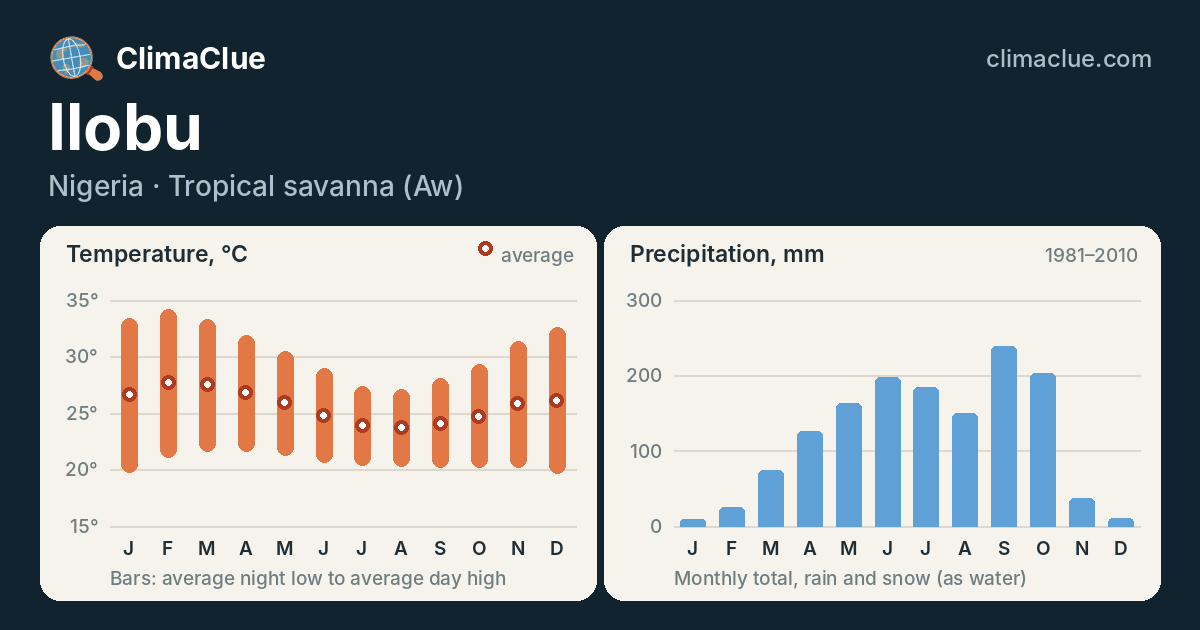 ClimaClue
climaclue.com
Ilobu
Nigeria · Tropical savanna (Aw)
Temperature, °C
average
35°
30°
25°
20°
15°
J F M A M J J A S O N D
Bars: average night low to average day high
Precipitation, mm
1981–2010
300
200
100
0
J F M A M J J A S O N D
Monthly total, rain and snow (as water)